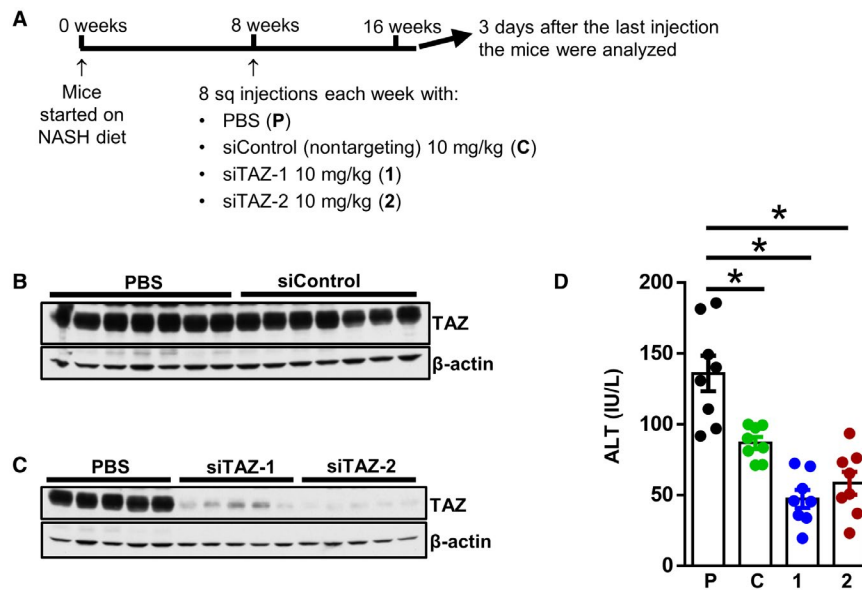 A
0 weeks
8 weeks
16 weeks
3 days after the last injection
the mice were analyzed
↑
↑
Mice
started on
NASH diet
8 sq injections each week with:
• PBS (P)
• siControl (nontargeting) 10 mg/kg (C)
• siTAZ-1 10 mg/kg (1)
• siTAZ-2 10 mg/kg (2)
B
PBS
siControl
TAZ
β-actin
C
PBS
siTAZ-1
siTAZ-2
TAZ
β-actin
D
*
*
*
200
150
100
50
0
ALT (IU/L)
P C 1 2